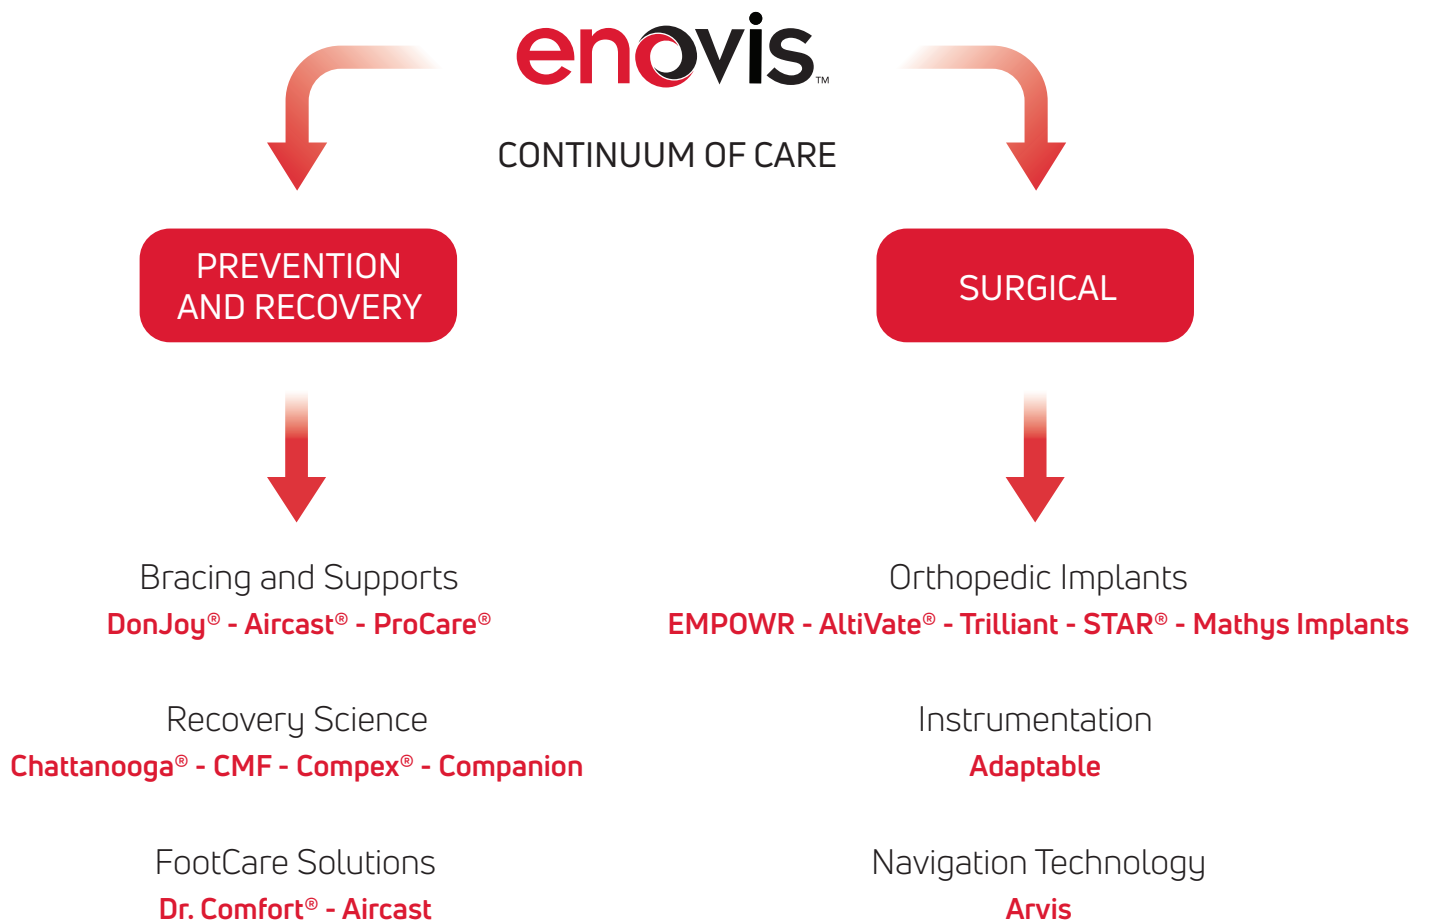 enovis™
CONTINUUM OF CARE
PREVENTION
AND RECOVERY
Bracing and Supports
DonJoy® - Aircast® - ProCare®
Recovery Science
Chattanooga® - CMF - Compex® - Companion
FootCare Solutions
Dr. Comfort® - Aircast
SURGICAL
Orthopedic Implants
EMPOWR - AltiVate® - Trilliant - STAR® - Mathys Implants
Instrumentation
Adaptable
Navigation Technology
Arvis